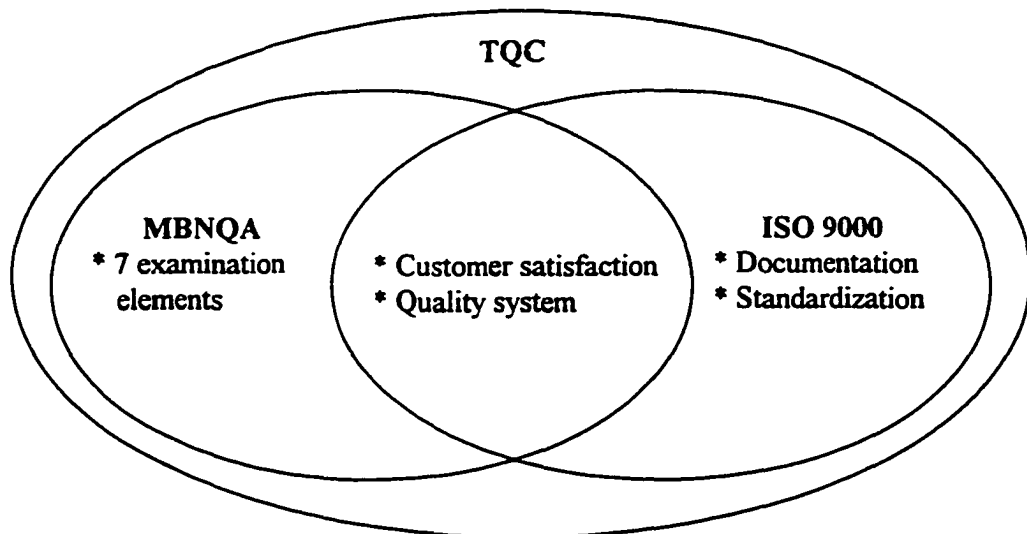 TQC
MBNQA
* 7 examination
elements
* Customer satisfaction
* Quality system
ISO 9000
* Documentation
* Standardization